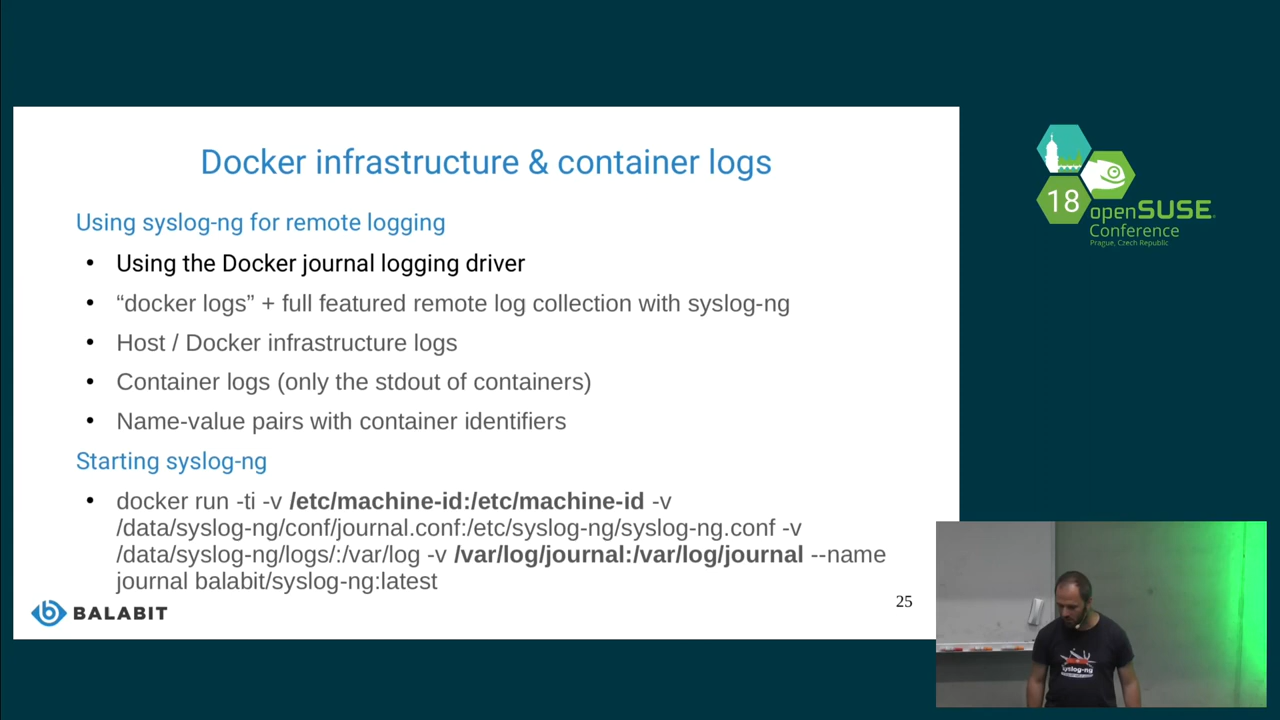 Docker infrastructure & container logs
Using syslog-ng for remote logging
• Using the Docker journal logging driver
• “docker logs” + full featured remote log collection with syslog-ng
• Host / Docker infrastructure logs
• Container logs (only the stdout of containers)
• Name-value pairs with container identifiers
Starting syslog-ng
• docker run -ti -v /etc/machine-id:/etc/machine-id -v
/data/syslog-ng/conf/journal.conf:/etc/syslog-ng/syslog-ng.conf -v
/data/syslog-ng/logs/:/var/log -v /var/log/journal:/var/log/journal --name
journal balabit/syslog-ng:latest
BALABIT
25
18
openSUSE
Conference
Prague, Czech Republic
syslog-ng